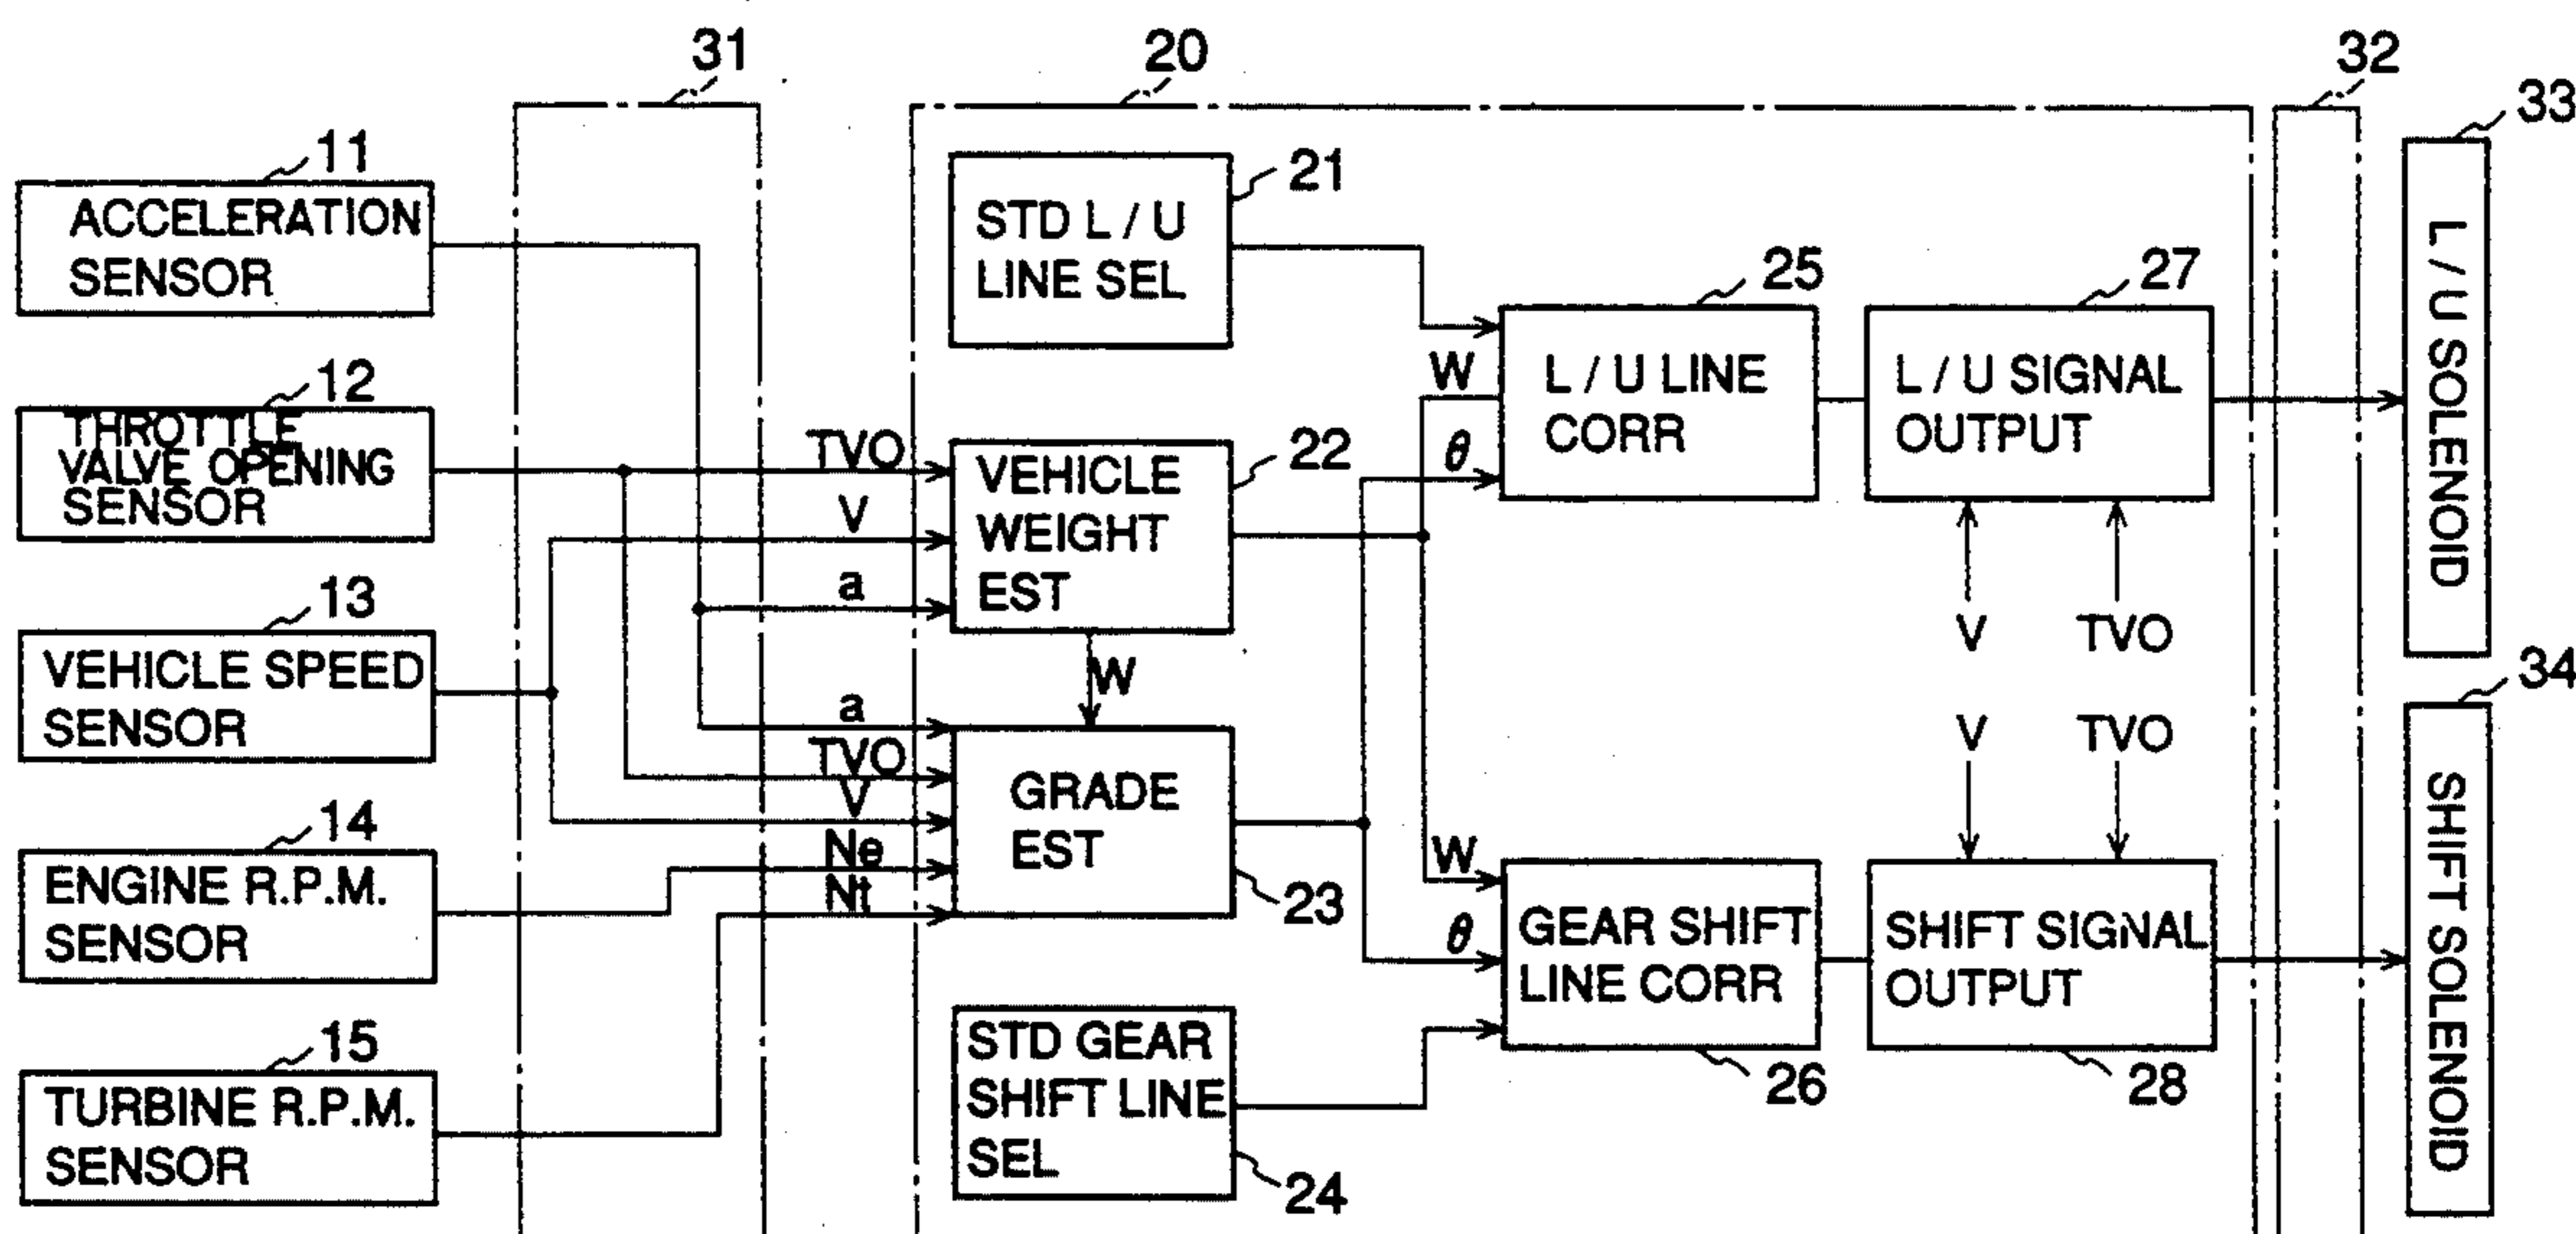 31
20
32
33
11
ACCELERATION
SENSOR
12
THROTTLE
VALVE OPENING
SENSOR
13
VEHICLE SPEED
SENSOR
14
ENGINE R.P.M.
SENSOR
15
TURBINE R.P.M.
SENSOR
TVO
V
a
a
TVO
V
Ne
Nt
21
STD L / U
LINE SEL
22
VEHICLE
WEIGHT
EST
W
GRADE
EST
23
STD GEAR
SHIFT LINE
SEL
24
W
θ
25
L / U LINE
CORR
27
L / U SIGNAL
OUTPUT
V
TVO
V
TVO
W
θ
GEAR SHIFT
LINE CORR
26
SHIFT SIGNAL
OUTPUT
28
L / U SOLENOID
34
SHIFT SOLENOID